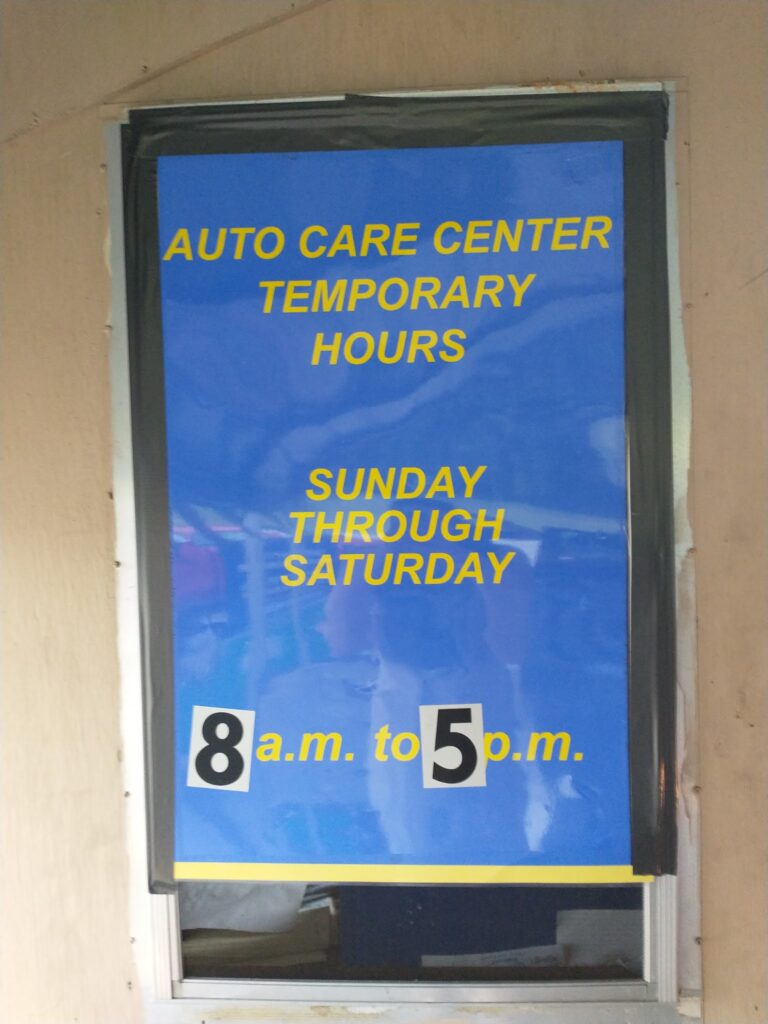 AUTO CARE CENTER
TEMPORARY
HOURS
SUNDAY
THROUGH
SATURDAY
8 a.m. to 5 p.m.